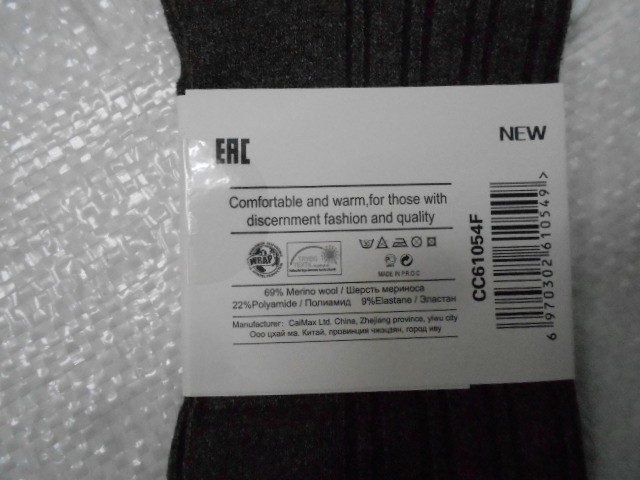 EAC
NEW
Comfortable and warm,for those with
discernment fashion and quality
WRAP
MADE IN P.R.O.C
69% Merino wool / Шерсть мериноса
22%Polyamide / Полиамид 9%Elastane / Эластан
Manufacturer: CaiMax Ltd. China, Zhejiang province, yiwu city
Ооо цхай ма. Китай, провинция чжэцзян, город иву
CC61054F
6 970302 610549 >